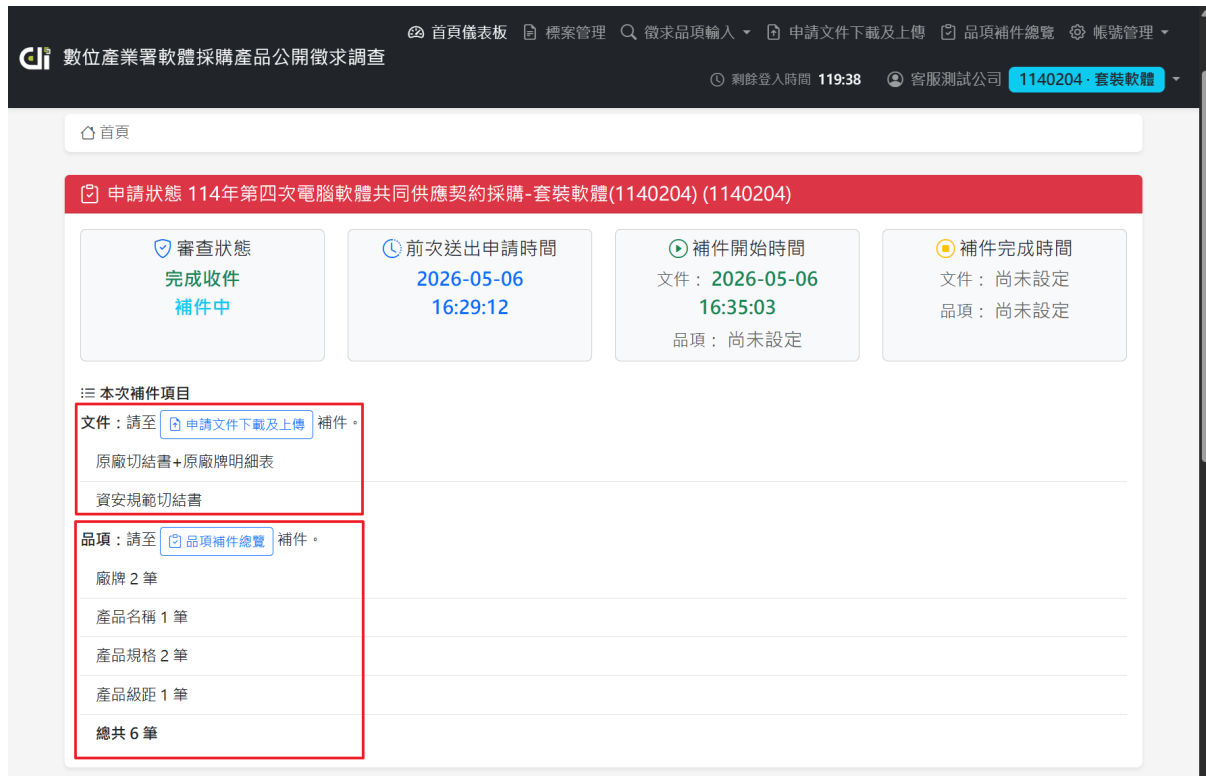 首頁儀表板 標案管理 徵求品項輸入 申請文件下載及上傳 品項補件總覽 帳號管理
數位產業署軟體採購產品公開徵求調查
剩餘登入時間 119:38 客服測試公司 1140204 · 套裝軟體
首頁
申請狀態 114年第四次電腦軟體共同供應契約採購-套裝軟體(1140204) (1140204)
審查狀態
完成收件
補件中
前次送出申請時間
2026-05-06
16:29:12
補件開始時間
文件： 2026-05-06
16:35:03
品項： 尚未設定
補件完成時間
文件： 尚未設定
品項： 尚未設定
本次補件項目
文件：請至 申請文件下載及上傳 補件。
原廠切結書+原廠牌明細表
資安規範切結書
品項：請至 品項補件總覽 補件。
廠牌 2 筆
產品名稱 1 筆
產品規格 2 筆
產品級距 1 筆
總共 6 筆